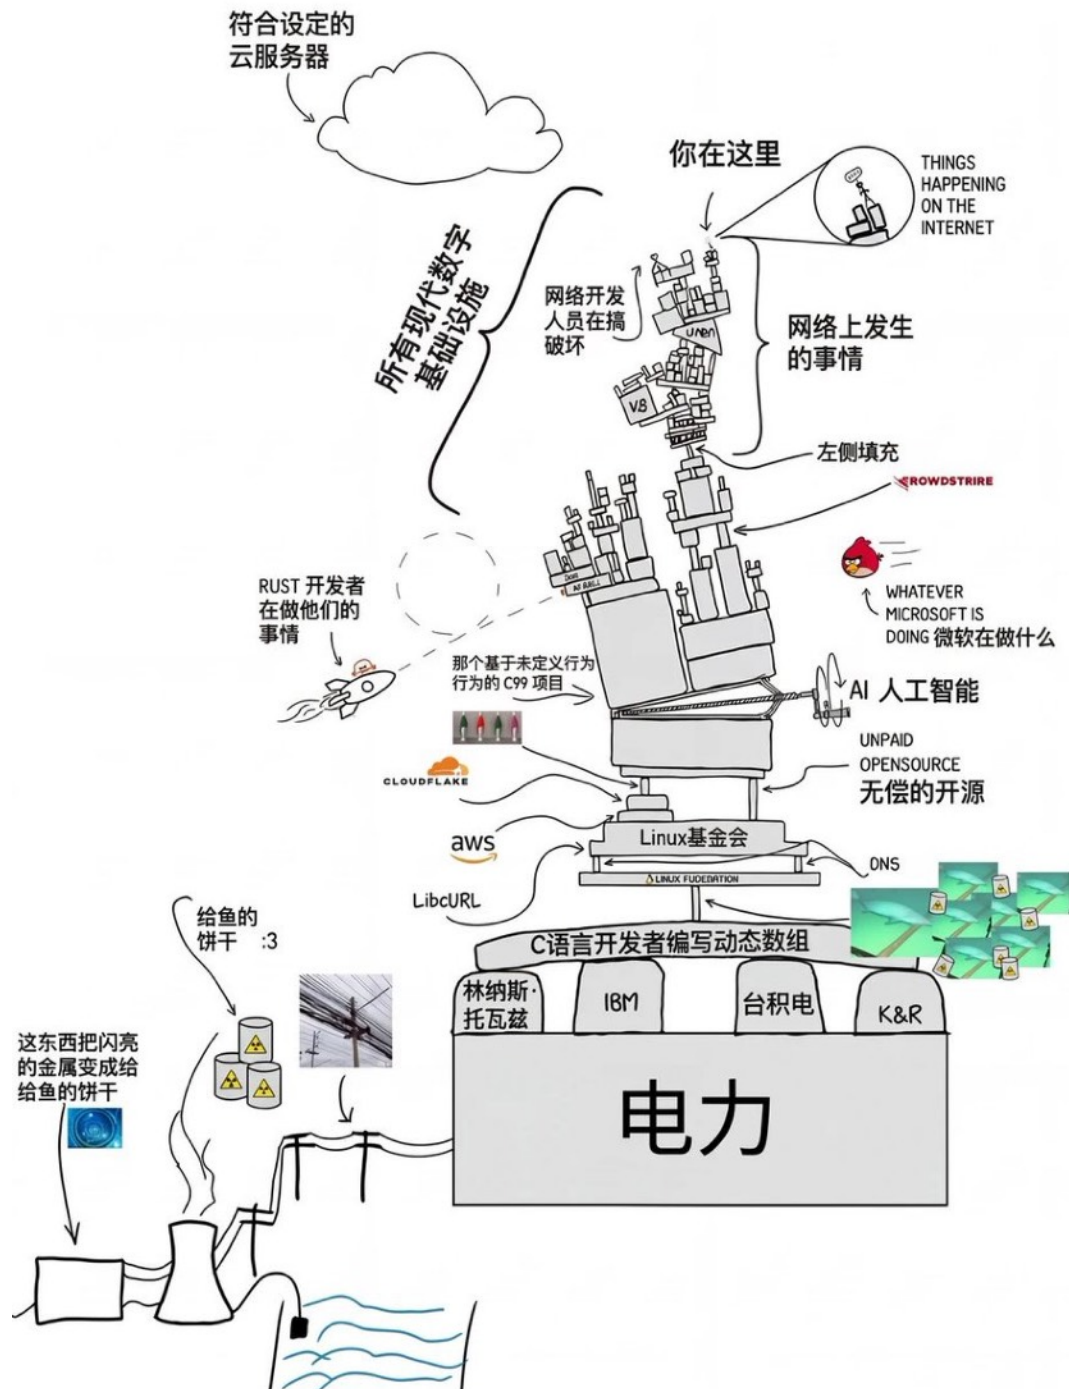 符合设定的
云服务器
你在这里
THINGS
HAPPENING
ON THE
INTERNET
所有现代数字
基础设施
网络开发
人员在搞
破坏
网络上发生
的事情
V8
左侧填充
ROWDSTRIRE
RUST 开发者
在做他们的
事情
WHATEVER
MICROSOFT IS
DOING 微软在做什么
那个基于未定义行为
行为的 C99 项目
AI 人工智能
CLOUDFLAKE
UNPAID
OPENSOURCE
无偿的开源
aws
Linux基金会
DNS
LINUX FUDENATION
LibcURL
给鱼的
饼干 :3
C语言开发者编写动态数组
林纳斯·
托瓦兹
IBM
台积电
K&R
这东西把闪亮
的金属变成给
给鱼的饼干
电力